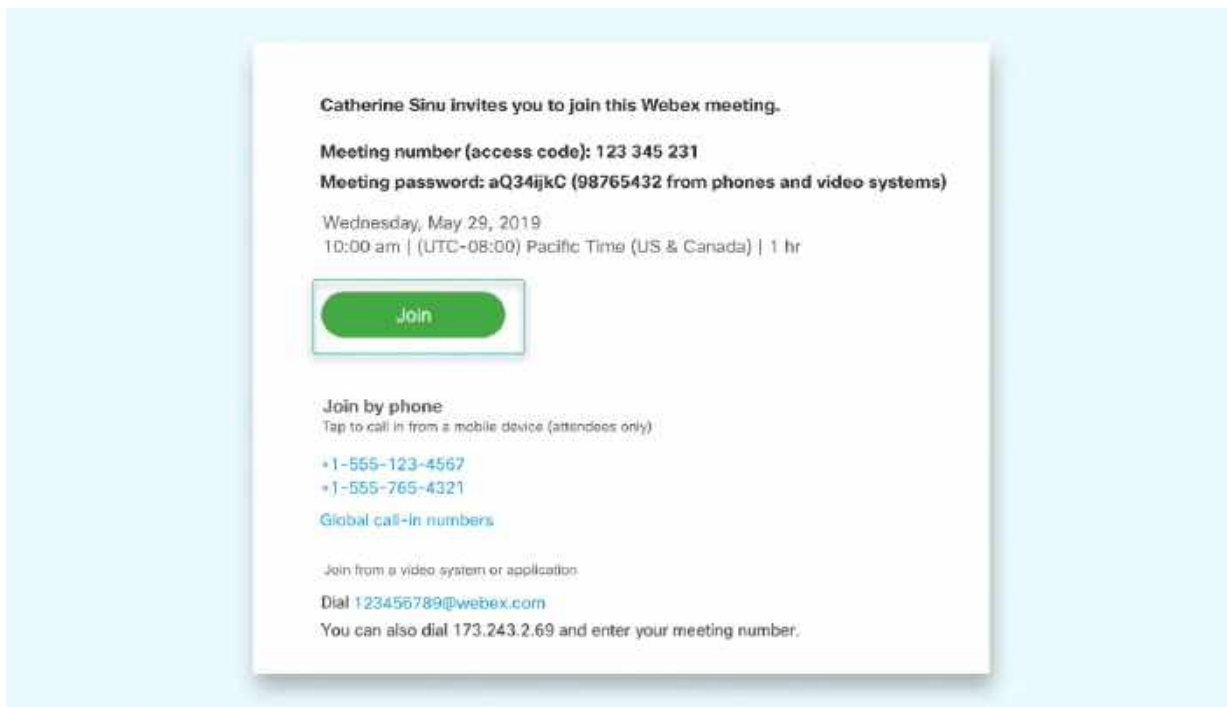 Catherine Sinu invites you to join this Webex meeting.
Meeting number (access code): 123 345 231
Meeting password: aQ34ijkC (98765432 from phones and video systems)
Wednesday, May 29, 2019
10:00 am | (UTC-08:00) Pacific Time (US & Canada) | 1 hr
Join
Join by phone
Tap to call in from a mobile device (attendees only)
+1-555-123-4567
+1-555-765-4321
Global call-in numbers
Join from a video system or application
Dial 123456789@webex.com
You can also dial 173.243.2.69 and enter your meeting number.